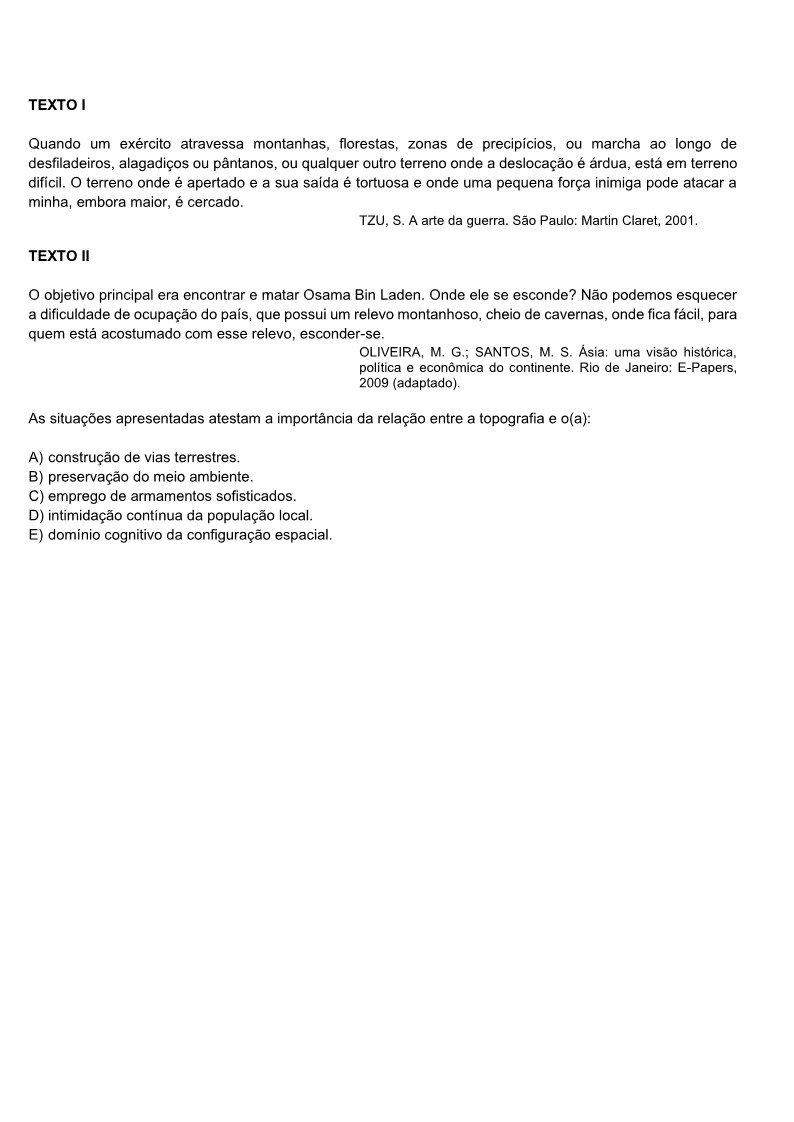 TEXTO I
Quando um exército atravessa montanhas, florestas, zonas de precipícios, ou marcha ao longo de
desfiladeiros, alagadiços ou pântanos, ou qualquer outro terreno onde a deslocação é árdua, está em terreno
difícil. O terreno onde é apertado e a sua saída é tortuosa e onde uma pequena força inimiga pode atacar a
minha, embora maior, é cercado.
TZU, S. A arte da guerra. São Paulo: Martin Claret, 2001.
TEXTO II
O objetivo principal era encontrar e matar Osama Bin Laden. Onde ele se esconde? Não podemos esquecer
a dificuldade de ocupação do país, que possui um relevo montanhoso, cheio de cavernas, onde fica fácil, para
quem está acostumado com esse relevo, esconder-se.
OLIVEIRA, M. G.; SANTOS, M. S. Ásia: uma visão histórica,
política e econômica do continente. Rio de Janeiro: E-Papers,
2009 (adaptado).
As situações apresentadas atestam a importância da relação entre a topografia e o(a):
A) construção de vias terrestres.
B) preservação do meio ambiente.
C) emprego de armamentos sofisticados.
D) intimidação contínua da população local.
E) domínio cognitivo da configuração espacial.